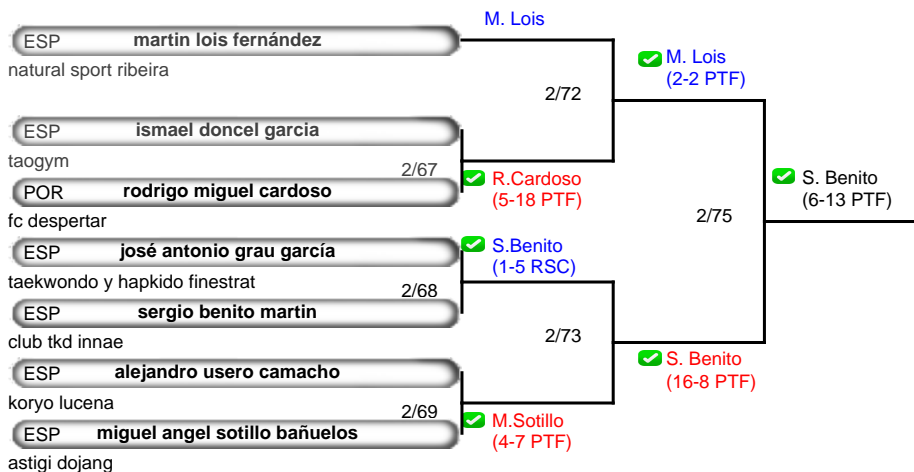 M. Lois
ESP martin lois fernández
natural sport ribeira
M. Lois
(2-2 PTF)
2/72
ESP ismael doncel garcia
taogym
2/67
POR rodrigo miguel cardoso
fc despertar
R.Cardoso
(5-18 PTF)
S. Benito
(6-13 PTF)
2/75
ESP josé antonio grau garcía
taekwondo y hapkido finestrat
S.Benito
(1-5 RSC)
2/68
ESP sergio benito martin
club tkd innae
2/73
S. Benito
(16-8 PTF)
ESP alejandro usero camacho
koryo lucena
2/69
ESP miguel angel sotillo bañuelos
astigi dojang
M.Sotillo
(4-7 PTF)